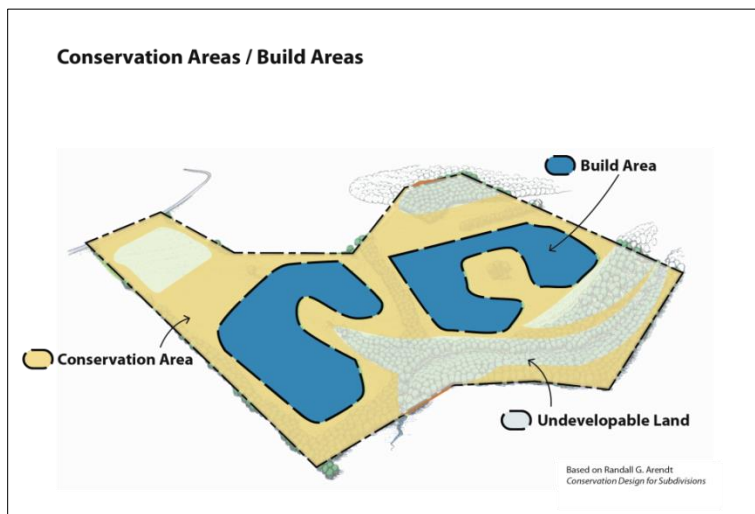 Conservation Areas / Build Areas
Build Area
Conservation Area
Undevelopable Land
Based on Randall G. Arendt
Conservation Design for Subdivisions